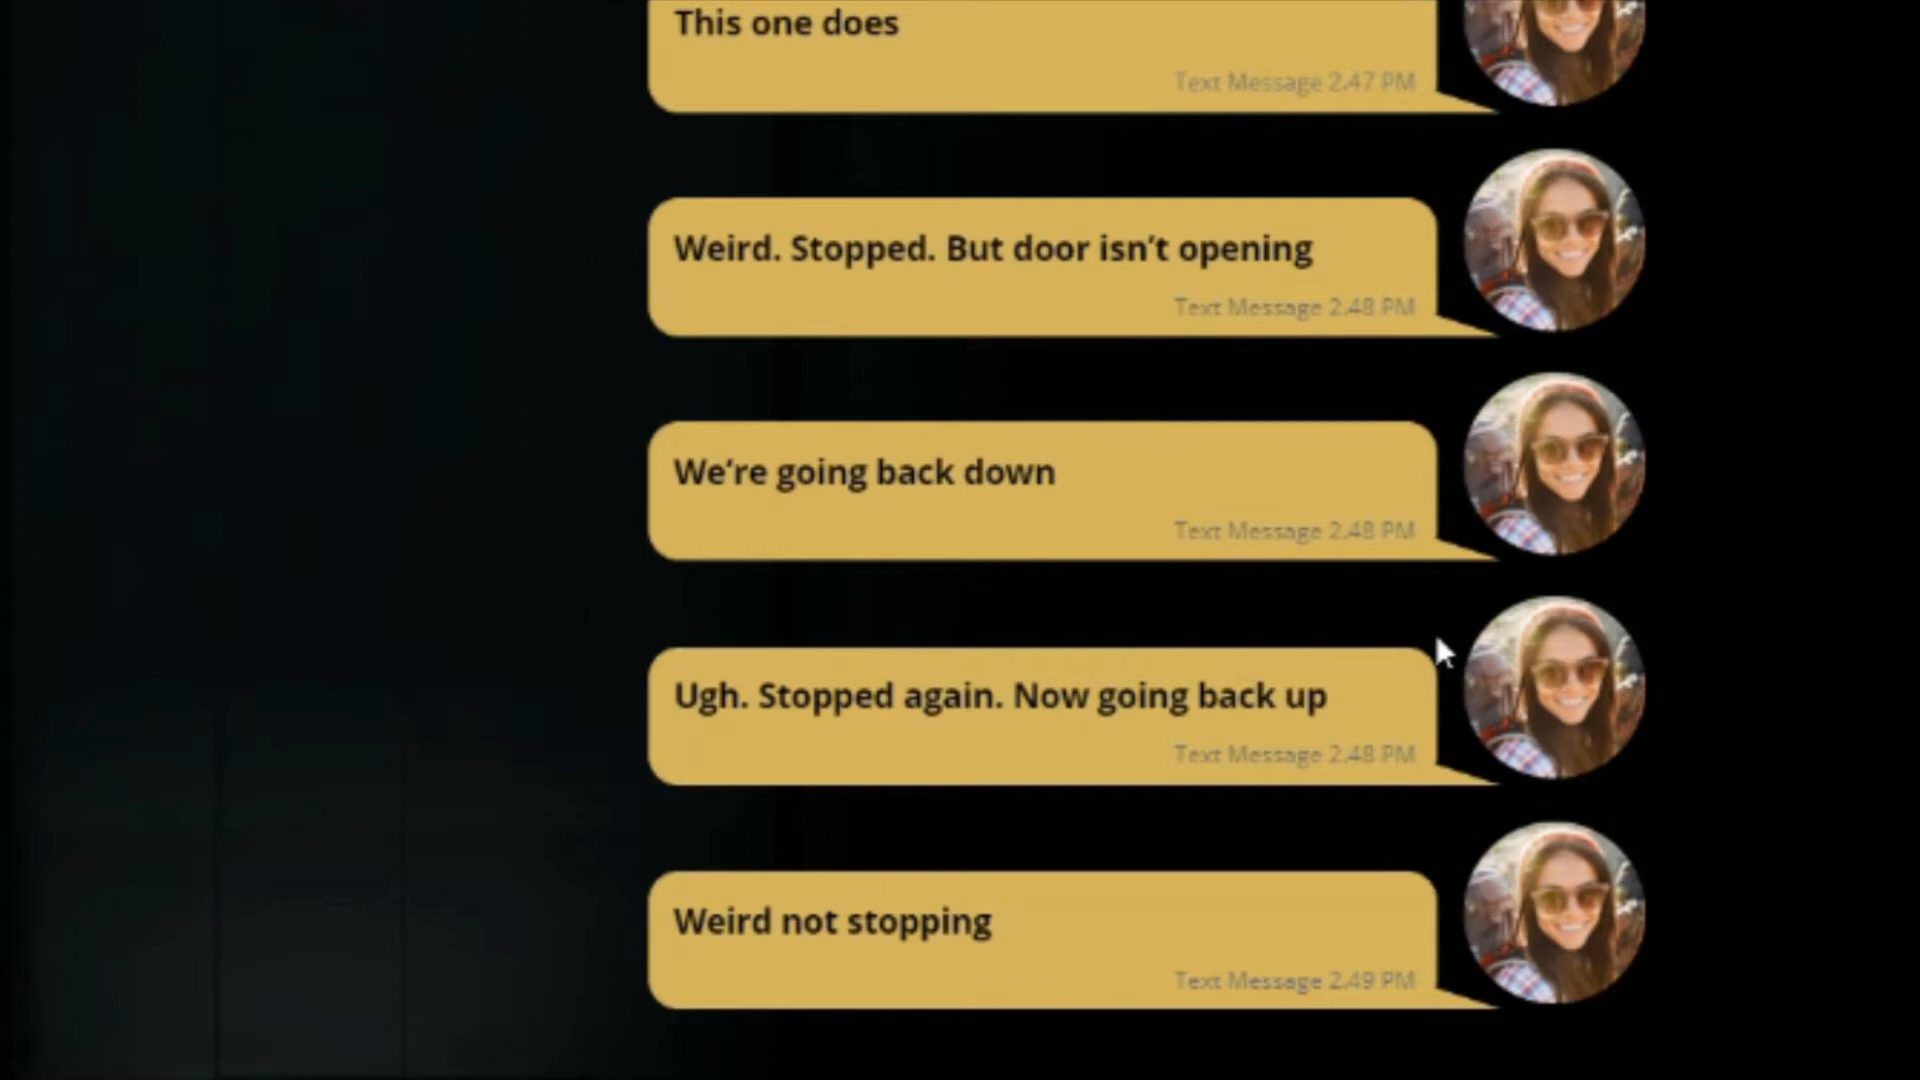 This one does
Text Message 2.47 PM
Weird. Stopped. But door isn’t opening
Text Message 2.48 PM
We’re going back down
Text Message 2.48 PM
Ugh. Stopped again. Now going back up
Text Message 2.48 PM
Weird not stopping
Text Message 2.49 PM